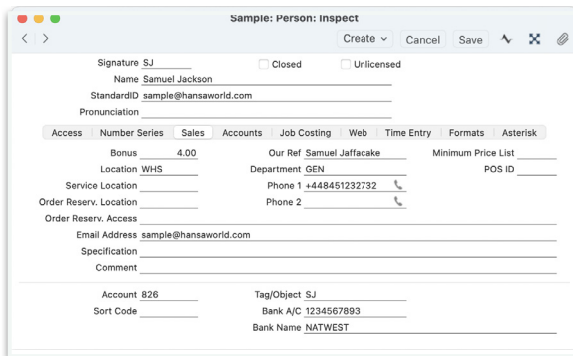 Sample: Person: Inspect
Create Cancel Save
Signature SJ Closed Unlicensed
Name Samuel Jackson
StandardID sample@hansaworld.com
Pronunciation
Access Number Series Sales Accounts Job Costing Web Time Entry Formats Asterisk
Bonus 4.00 Our Ref Samuel Jaffacake Minimum Price List
Location WHS Department GEN POS ID
Service Location Phone 1 +448451232732
Order Reserv. Location Phone 2
Order Reserv. Access
Email Address sample@hansaworld.com
Specification
Comment
Account 826 Tag/Object SJ
Sort Code Bank A/C 1234567893
Bank Name NATWEST